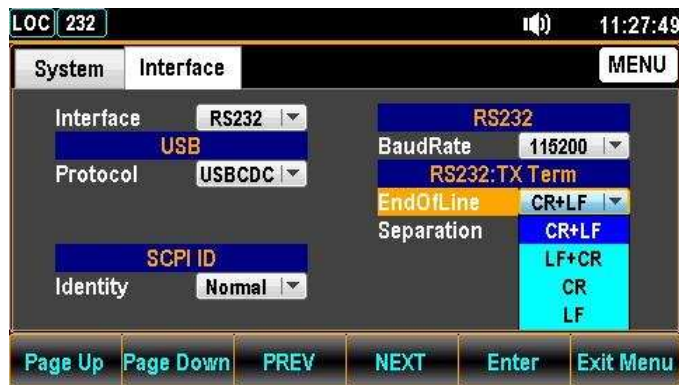 LOC 232 11:27:49
System Interface MENU
Interface RS232
USB
Protocol USBCDC
SCPI ID
Identity Normal
RS232
BaudRate 115200
RS232:TX Term
EndOfLine CR+LF
Separation CR+LF
LF+CR
CR
LF
Page Up Page Down PREV NEXT Enter Exit Menu